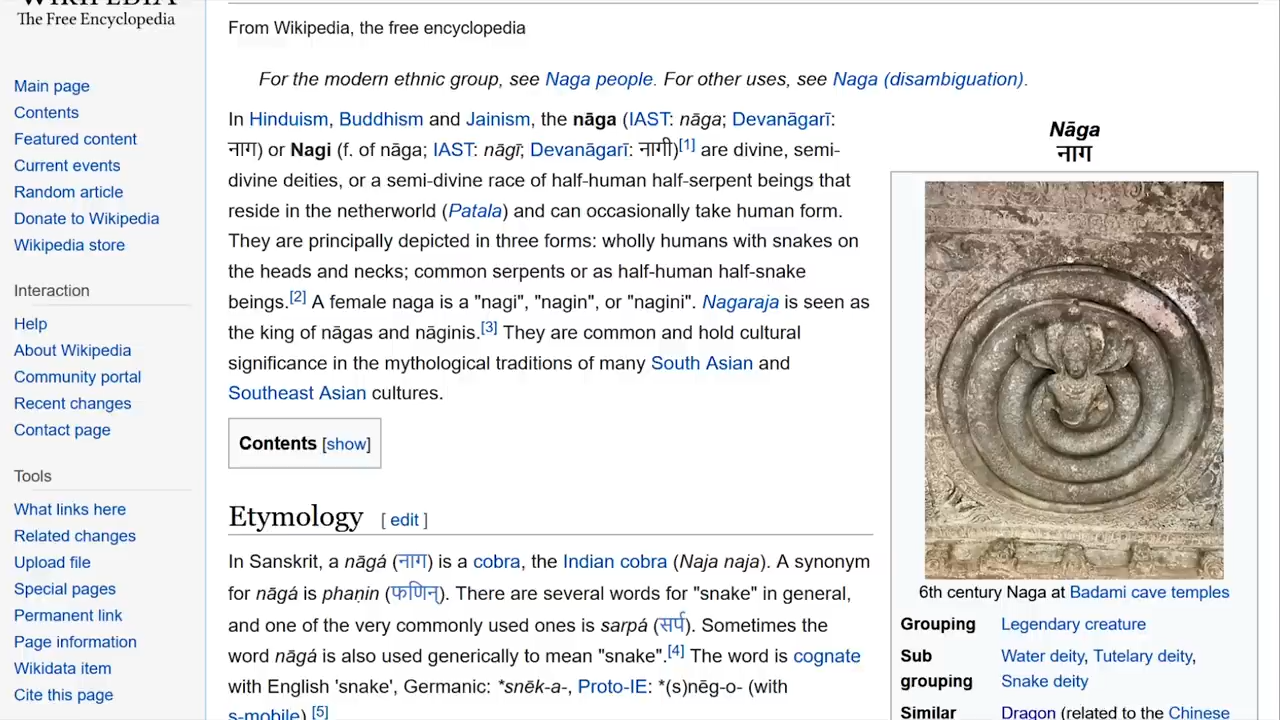 WIKIPEDIA
The Free Encyclopedia
Main page
Contents
Featured content
Current events
Random article
Donate to Wikipedia
Wikipedia store
Interaction
Help
About Wikipedia
Community portal
Recent changes
Contact page
Tools
What links here
Related changes
Upload file
Special pages
Permanent link
Page information
Wikidata item
Cite this page
From Wikipedia, the free encyclopedia
For the modern ethnic group, see Naga people. For other uses, see Naga (disambiguation).
In Hinduism, Buddhism and Jainism, the nāga (IAST: nāga; Devanāgarī:
नाग) or Nagi (f. of nāga; IAST: nāgī; Devanāgarī: नागी)[1] are divine, semi-
divine deities, or a semi-divine race of half-human half-serpent beings that
reside in the netherworld (Patala) and can occasionally take human form.
They are principally depicted in three forms: wholly humans with snakes on
the heads and necks; common serpents or as half-human half-snake
beings.[2] A female naga is a "nagi", "nagin", or "nagini". Nagaraja is seen as
the king of nāgas and nāginis.[3] They are common and hold cultural
significance in the mythological traditions of many South Asian and
Southeast Asian cultures.
Contents [show]
Etymology [ edit ]
In Sanskrit, a nāgá (नाग) is a cobra, the Indian cobra (Naja naja). A synonym
for nāgá is phaṇin (फणिन्). There are several words for "snake" in general,
and one of the very commonly used ones is sarpá (सर्प). Sometimes the
word nāgá is also used generically to mean "snake".[4] The word is cognate
with English 'snake', Germanic: *snēk-a-, Proto-IE: *(s)nēg-o- (with
s-mobile).[5]
Nāga
नाग
6th century Naga at Badami cave temples
Grouping Legendary creature
Sub Water deity, Tutelary deity,
grouping Snake deity
Similar Dragon (related to the Chinese